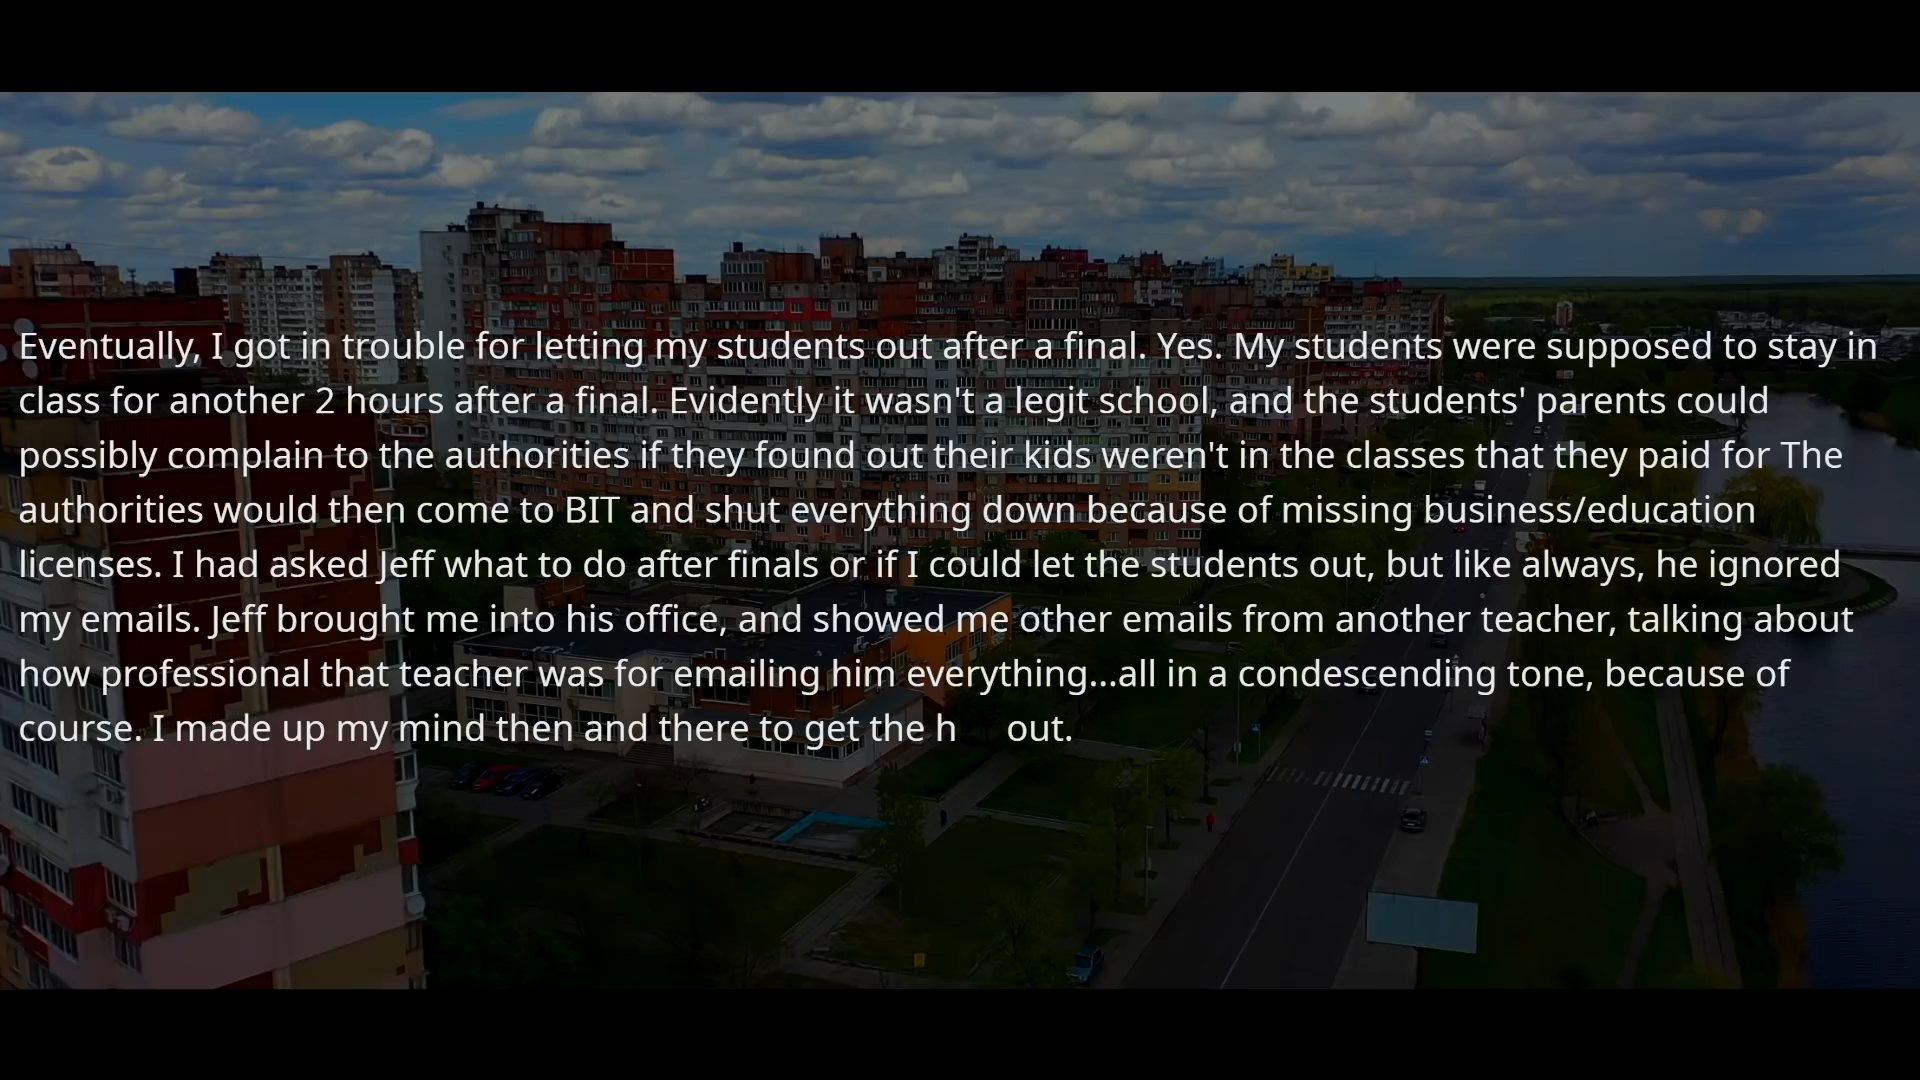 Eventually, I got in trouble for letting my students out after a final. Yes. My students were supposed to stay in
class for another 2 hours after a final. Evidently it wasn't a legit school, and the students' parents could
possibly complain to the authorities if they found out their kids weren't in the classes that they paid for The
authorities would then come to BIT and shut everything down because of missing business/education
licenses. I had asked Jeff what to do after finals or if I could let the students out, but like always, he ignored
my emails. Jeff brought me into his office, and showed me other emails from another teacher, talking about
how professional that teacher was for emailing him everything...all in a condescending tone, because of
course. I made up my mind then and there to get the h out.